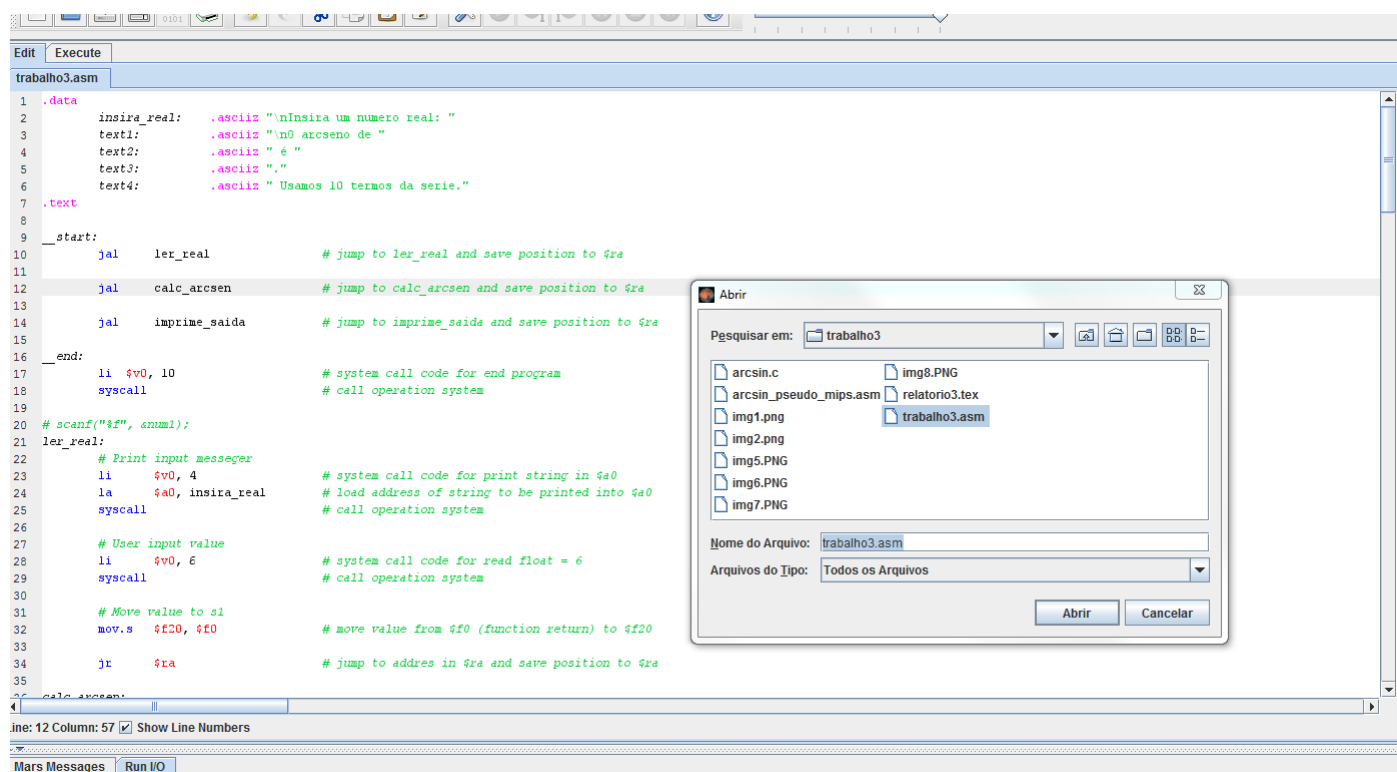 Edit Execute
trabalho3.asm
1 .data
2 insira_real: .asciiz "\nInsira um numero real: "
3 text1: .asciiz "\nO arcseno de "
4 text2: .asciiz " é "
5 text3: .asciiz "."
6 text4: .asciiz " Usamos 10 termos da serie."
7 .text
8
9 __start:
10 jal ler_real # jump to ler_real and save position to $ra
11
12 jal calc_arcsen # jump to calc_arcsen and save position to $ra
13
14 jal imprime_saida # jump to imprime_saida and save position to $ra
15
16 __end:
17 li $v0, 10 # system call code for end program
18 syscall # call operation system
19
20 # scanf("%f", &num1);
21 ler_real:
22 # Print input messeger
23 li $v0, 4 # system call code for print string in $a0
24 la $a0, insira_real # load address of string to be printed into $a0
25 syscall # call operation system
26
27 # User input value
28 li $v0, 6 # system call code for read float = 6
29 syscall # call operation system
30
31 # Move value to s1
32 mov.s $f20, $f0 # move value from $f0 (function return) to $f20
33
34 jr $ra # jump to addres in $ra and save position to $ra
35
36 calc_arcsen:
Line: 12 Column: 57 Show Line Numbers
Mars Messages Run I/O
Abrir
Pesquisar em: trabalho3
arcsin.c
arcsin_pseudo_mips.asm
img1.png
img2.png
img5.PNG
img6.PNG
img7.PNG
img8.PNG
relatorio3.tex
trabalho3.asm
Nome do Arquivo: trabalho3.asm
Arquivos do Tipo: Todos os Arquivos
Abrir Cancelar